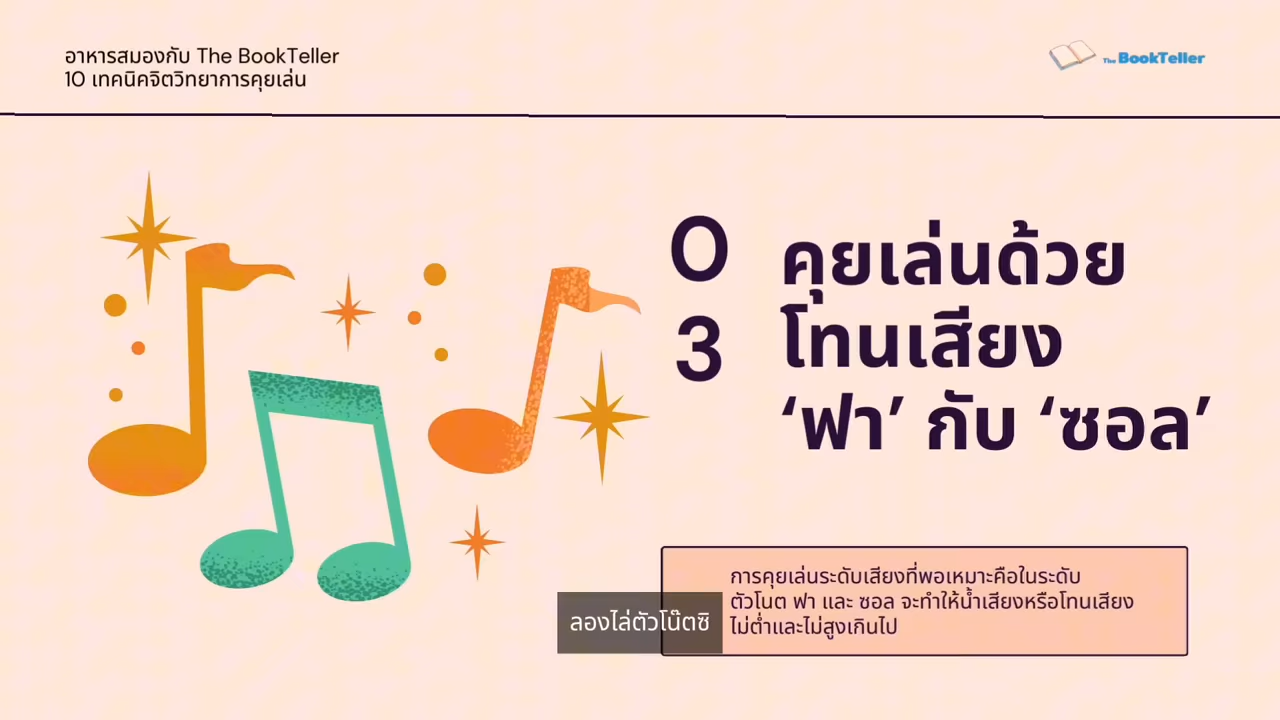 อาหารสมองกับ The BookTeller
10 เทคนิคจิตวิทยาการคุยเล่น
The BookTeller
03
คุยเล่นด้วย
โทนเสียง
‘ฟา’ กับ ‘ซอล’
การคุยเล่นระดับเสียงที่พอเหมาะคือในระดับ
ตัวโนต ฟา และ ซอล จะทำให้น้ำเสียงหรือโทนเสียง
ไม่ต่ำและไม่สูงเกินไป
ลองไล่ตัวโน๊ตซิ